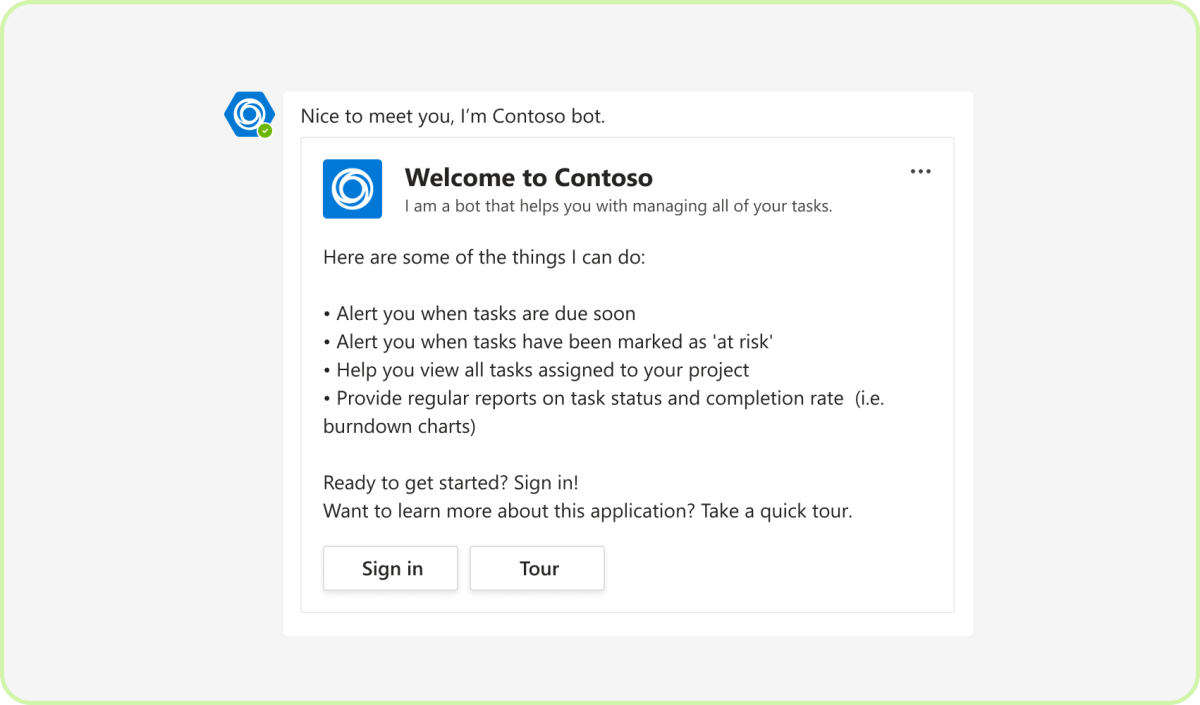 Nice to meet you, I’m Contoso bot.
Welcome to Contoso
I am a bot that helps you with managing all of your tasks.
Here are some of the things I can do:
• Alert you when tasks are due soon
• Alert you when tasks have been marked as 'at risk'
• Help you view all tasks assigned to your project
• Provide regular reports on task status and completion rate  (i.e.
burndown charts)
Ready to get started? Sign in!
Want to learn more about this application? Take a quick tour.
Sign in
Tour